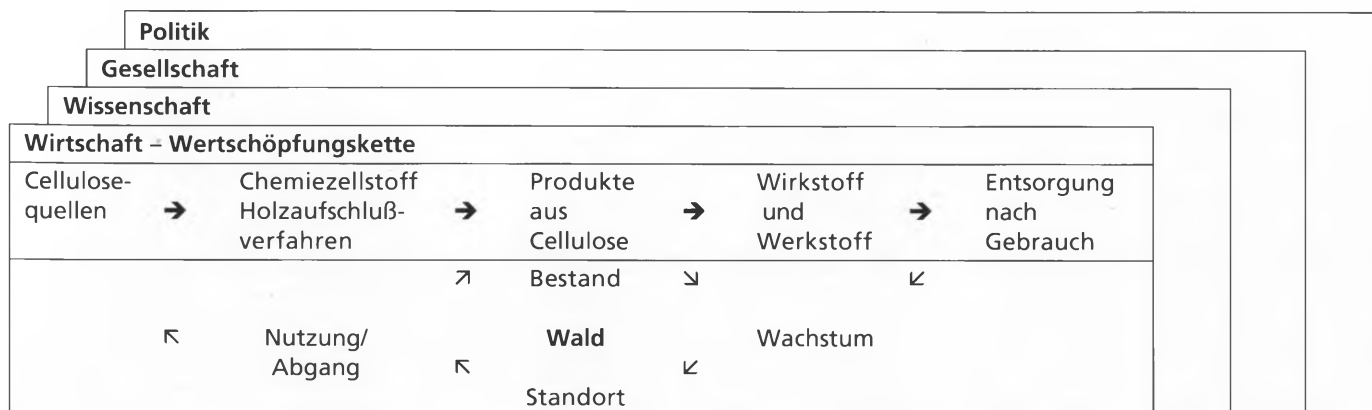 Politik
Gesellschaft
Wissenschaft
Wirtschaft – Wertschöpfungskette
Cellulose- Chemiezellstoff Produkte Wirkstoff Entsorgung
quellen ➔ Holzaufschluß- ➔ aus ➔ und ➔ nach
verfahren Cellulose Werkstoff Gebrauch
↗ Bestand ↘ ↙
↖ Nutzung/ Wald Wachstum
Abgang ↖ ↙
Standort